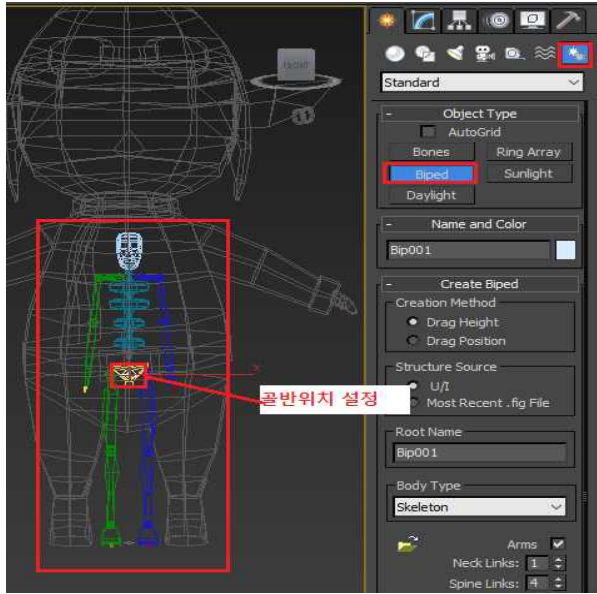 FRONT
x
골반위치 설정
Standard
- Object Type
AutoGrid
Bones Ring Array
Biped Sunlight
Daylight
- Name and Color
Bip001
- Create Biped
Creation Method
Drag Height
Drag Position
Structure Source
U/I
Most Recent .fig File
Root Name
Bip001
Body Type
Skeleton
Arms
Neck Links: 1
Spine Links: 4